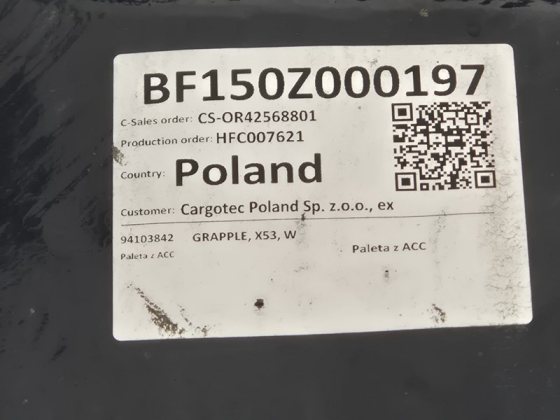 BF150Z000197
C-Sales order: CS-OR42568801
Production order: HFC007621
Country: Poland
Customer: Cargotec Poland Sp. z.o.o., ex
94103842 GRAPPLE, X53, W
Paleta z ACC Paleta z ACC